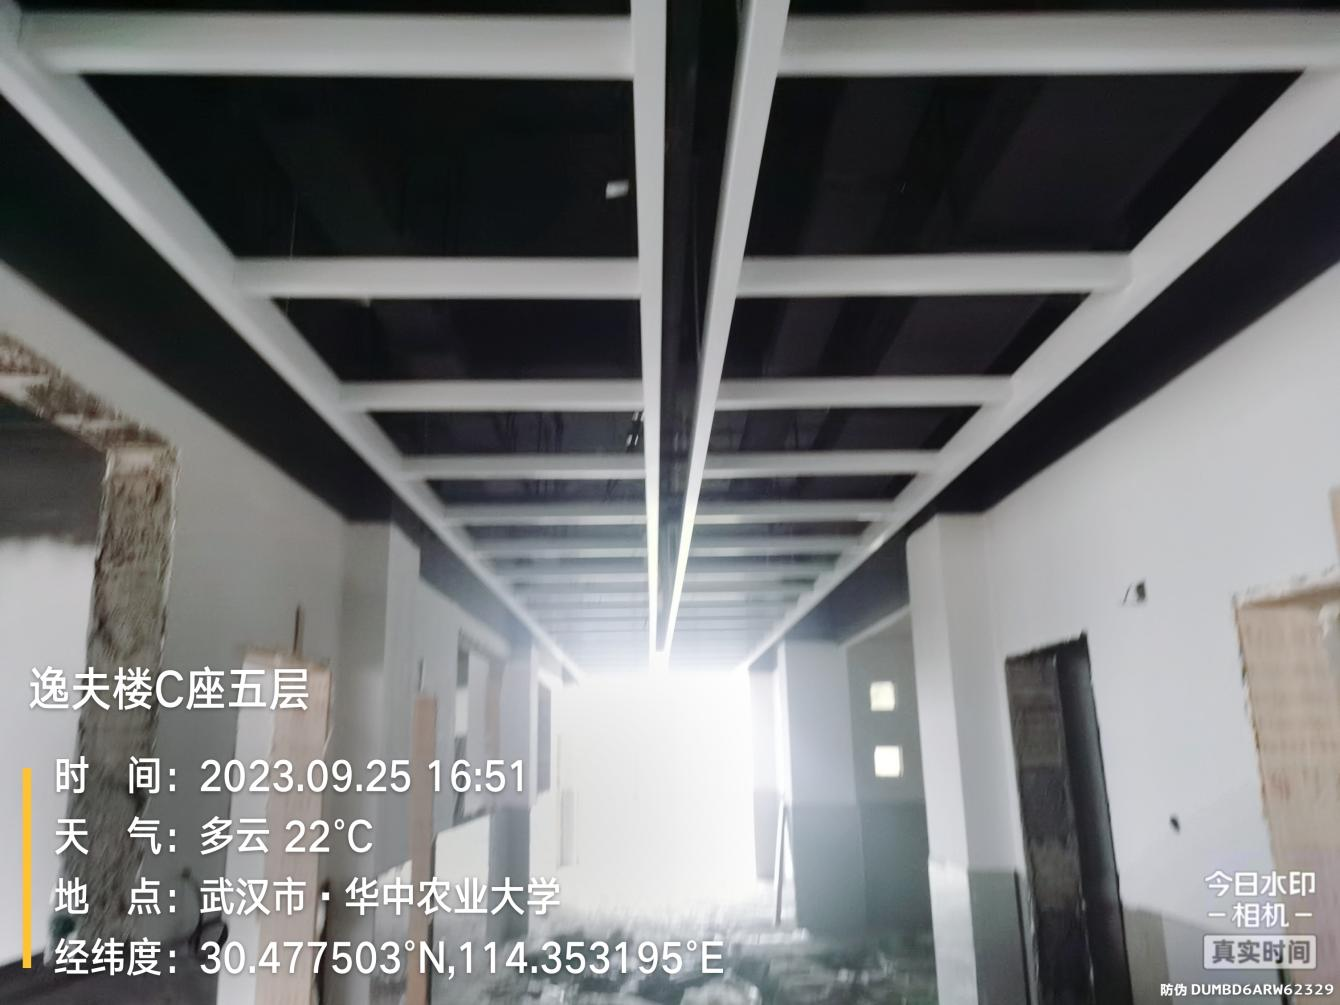 逸夫楼C座五层
时 间：2023.09.25 16:51
天 气：多云 22°C
地 点：武汉市·华中农业大学
经纬度：30.477503°N,114.353195°E
今日水印
-相机-
真实时间
防伪 DUMBD6ARW62329